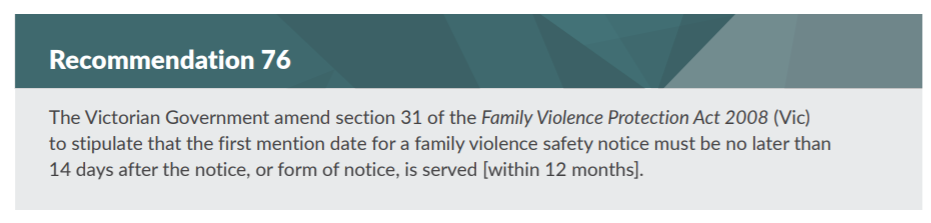 Recommendation 76
The Victorian Government amend section 31 of the Family Violence Protection Act 2008 (Vic)
to stipulate that the first mention date for a family violence safety notice must be no later than
14 days after the notice, or form of notice, is served [within 12 months].